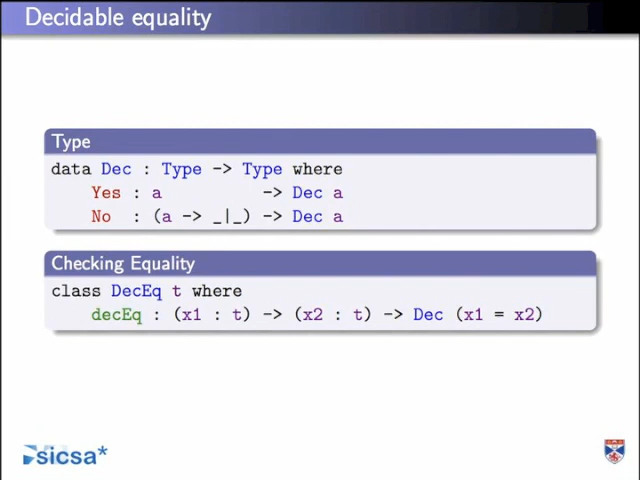 Decidable equality
Type
data Dec : Type -> Type where
    Yes : a          -> Dec a
    No  : (a -> _|_) -> Dec a
Checking Equality
class DecEq t where
    decEq : (x1 : t) -> (x2 : t) -> Dec (x1 = x2)
sicsa*